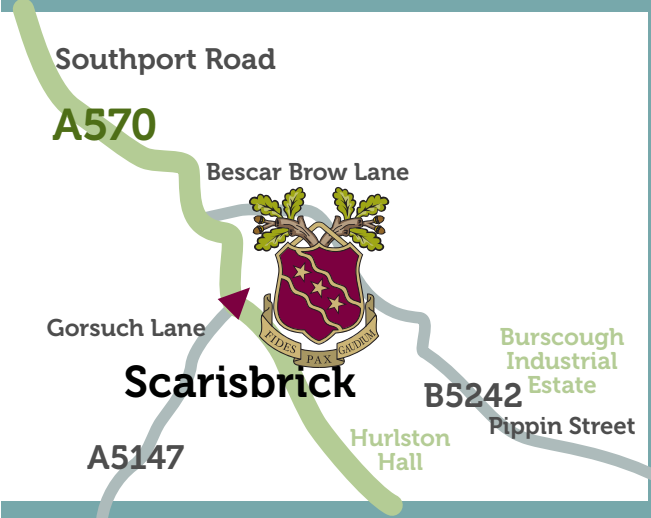 Southport Road
A570
Bescar Brow Lane
FIDES PAX GAUDIUM
Gorsuch Lane
Scarisbrick
Burscough
Industrial
Estate
B5242
Pippin Street
Hurlston
Hall
A5147